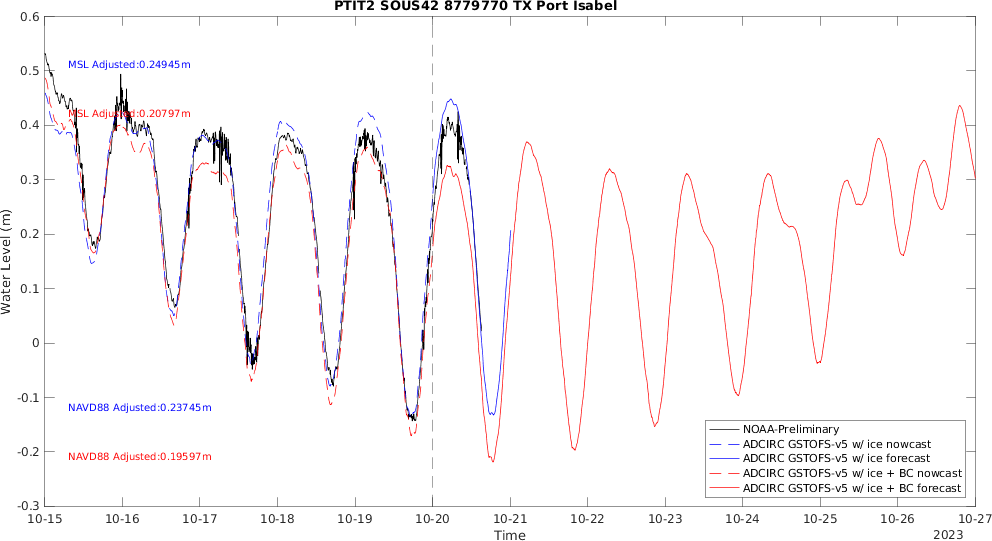 PTIT2 SOUS42 8779770 TX Port Isabel
0.6
0.5
0.4
0.3
0.2
0.1
0
-0.1
-0.2
-0.3
Water Level (m)
MSL Adjusted:0.24945m
MSL Adjusted:0.20797m
NAVD88 Adjusted:0.23745m
NAVD88 Adjusted:0.19597m
NOAA-Preliminary
ADCIRC GSTOFS-v5 w/ ice nowcast
ADCIRC GSTOFS-v5 w/ ice forecast
ADCIRC GSTOFS-v5 w/ ice + BC nowcast
ADCIRC GSTOFS-v5 w/ ice + BC forecast
10-15 10-16 10-17 10-18 10-19 10-20 10-21 10-22 10-23 10-24 10-25 10-26 10-27
Time
2023